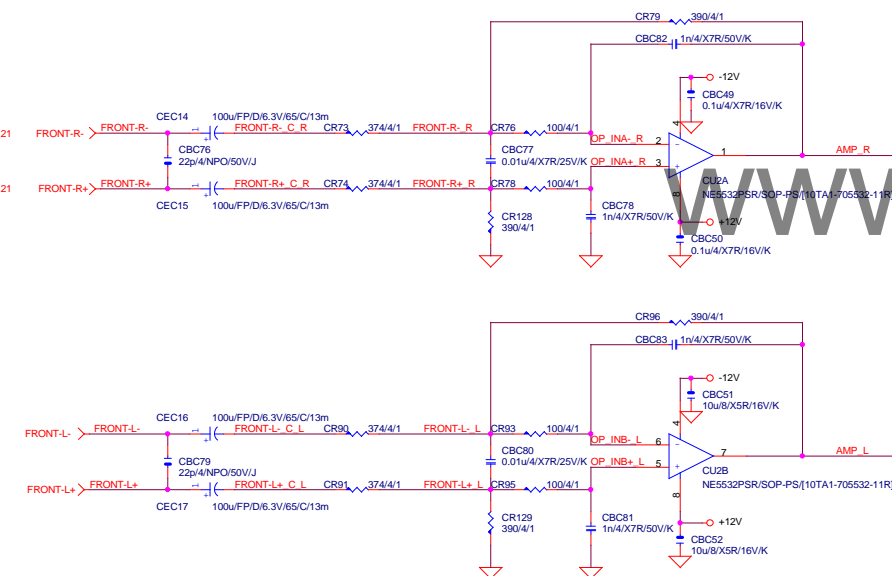 CR79 390/4/1
CBC82 1n/4/X7R/50V/K
-12V
CBC49
0.1u/4/X7R/16V/K
4
CEC14 100u/FP/D/6.3V/65/C/13m
21 FRONT-R- FRONT-R- 1 + FRONT-R-_C_R CR73 374/4/1 FRONT-R-_R CR76 100/4/1
OP_INA-_R 2 - 1 AMP_R
CBC76
22p/4/NPO/50V/J
CBC77
0.01u/4/X7R/25V/K
OP_INA+_R 3 +
21 FRONT-R+ FRONT-R+ 1 + FRONT-R+_C_R CR74 374/4/1 FRONT-R+_R CR78 100/4/1
CEC15 100u/FP/D/6.3V/65/C/13m
CU2A
NE5532PSR/SOP-PS/[10TA1-705532-11R
8
WWW
CBC78
1n/4/X7R/50V/K
CR128
390/4/1
+12V
CBC50
0.1u/4/X7R/16V/K
CR96 390/4/1
CBC83 1n/4/X7R/50V/K
-12V
CBC51
10u/8/X5R/16V/K
4
CEC16 100u/FP/D/6.3V/65/C/13m
FRONT-L- FRONT-L- 1 + FRONT-L-_C_L CR90 374/4/1 FRONT-L-_L CR93 100/4/1
OP_INB-_L 6 - 7 AMP_L
CBC79
22p/4/NPO/50V/J
CBC80
0.01u/4/X7R/25V/K
OP_INB+_L 5 +
FRONT-L+ FRONT-L+ 1 + FRONT-L+_C_L CR91 374/4/1 FRONT-L+_L CR95 100/4/1
CEC17 100u/FP/D/6.3V/65/C/13m
CU2B
NE5532PSR/SOP-PS/[10TA1-705532-11R
8
CBC81
1n/4/X7R/50V/K
CR129
390/4/1
+12V
CBC52
10u/8/X5R/16V/K